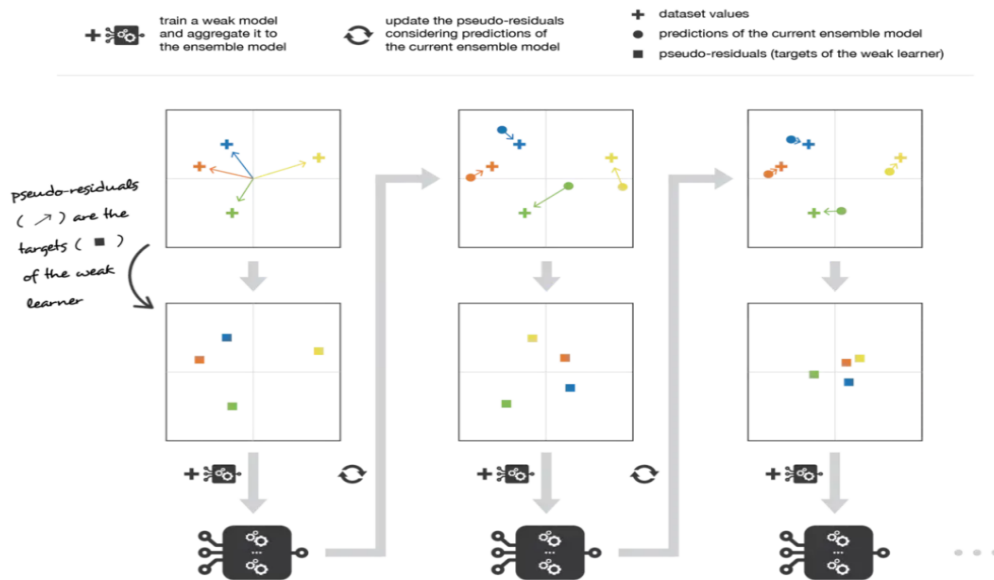 train a weak model
and aggregate it to
the ensemble model
update the pseudo-residuals
considering predictions of
the current ensemble model
dataset values
predictions of the current ensemble model
pseudo-residuals (targets of the weak learner)
pseudo-residuals
( ↗ ) are the
targets ( ■ )
of the weak
learner